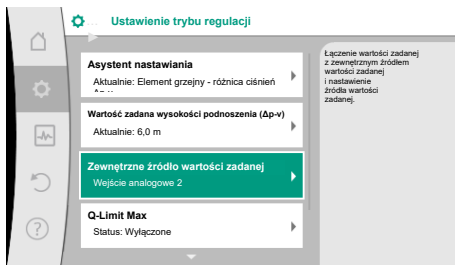 Ustawienie trybu regulacji
Asystent nastawiania
Aktualnie: Element grzejny - różnica ciśnień
Wartość zadana wysokości podnoszenia (Δp-v)
Aktualnie: 6,0 m
Zewnętrzne źródło wartości zadanej
Wejście analogowe 2
Q-Limit Max
Status: Wyłączone
Łączenie wartości zadanej
z zewnętrznym źródłem
wartości zadanej
i nastawienie
źródła wartości
zadanej.